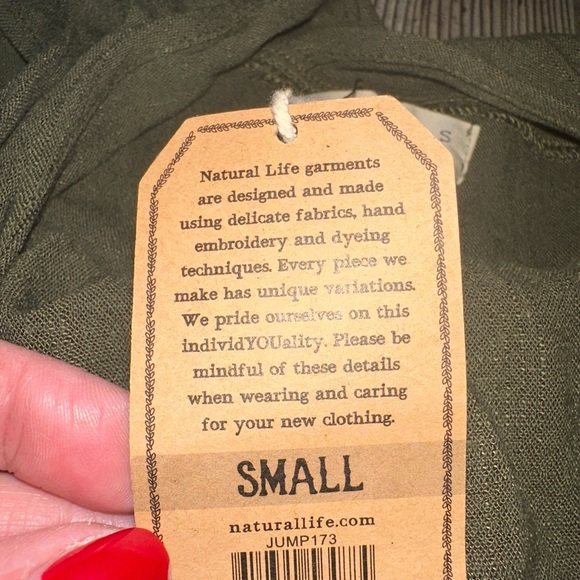 S
Natural Life garments
are designed and made
using delicate fabrics, hand
embroidery and dyeing
techniques. Every piece we
make has unique variations.
We pride ourselves on this
individYOUality. Please be
mindful of these details
when wearing and caring
for your new clothing.
SMALL
naturallife.com
JUMP173